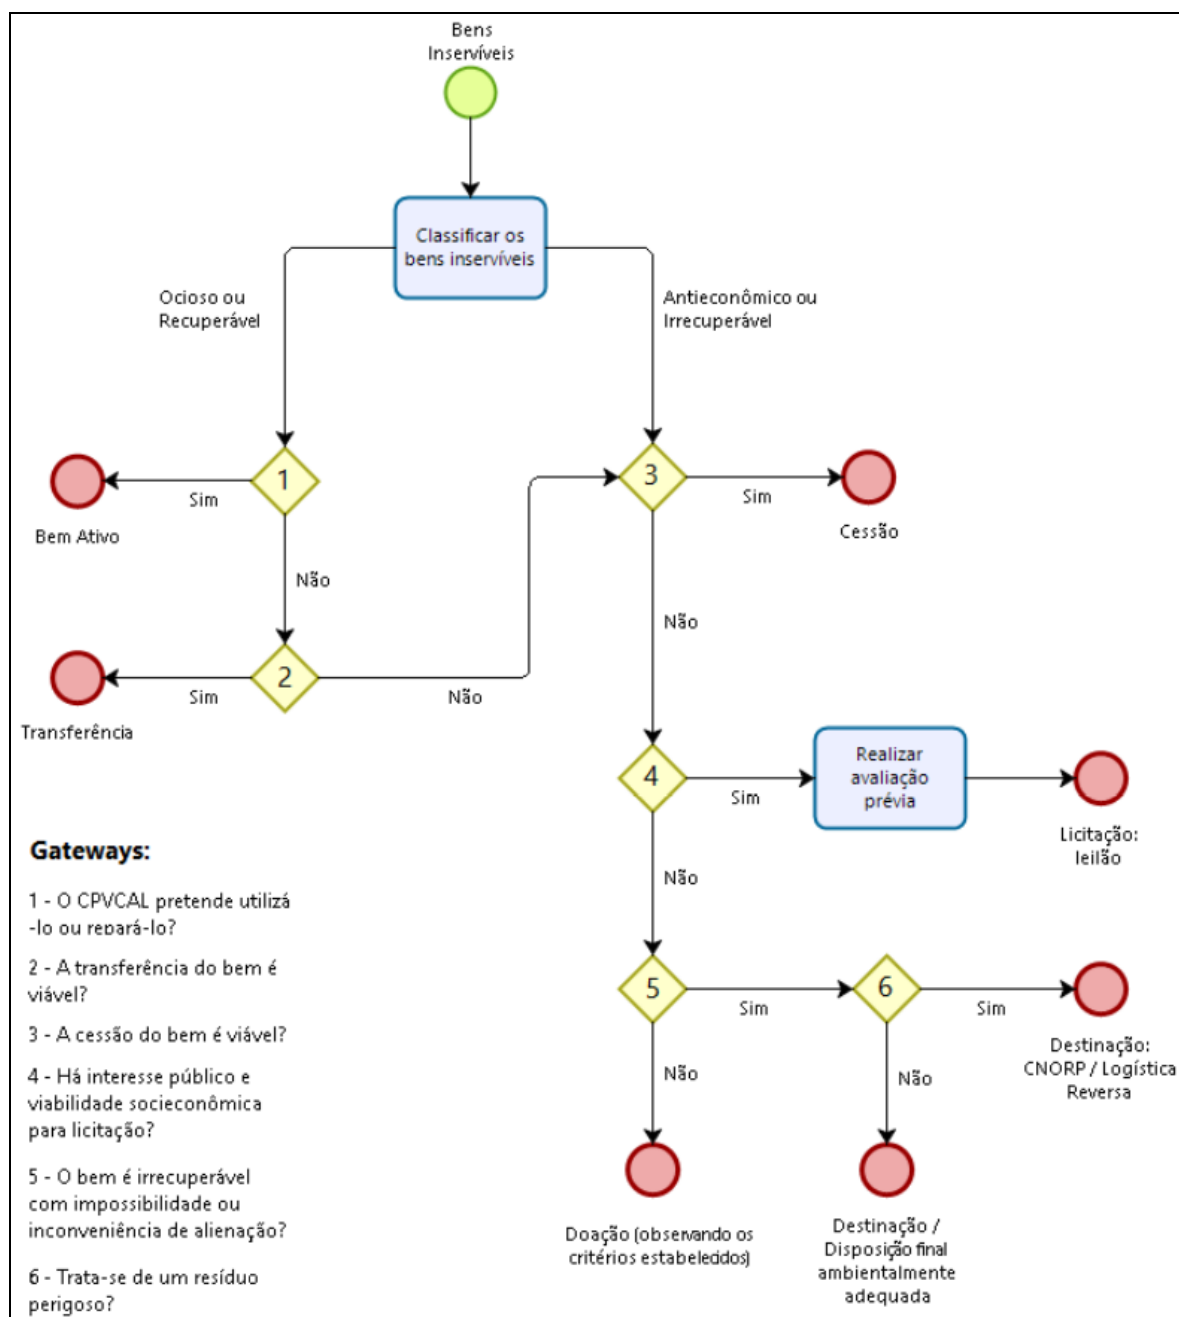 Bens
Inservíveis
Classificar os
bens inservíveis
Ocioso ou
Recuperável
Antieconômico ou
Irrecuperável
1
Sim
Bem Ativo
Não
3
Sim
Cessão
Não
2
Sim
Transferência
Não
4
Sim
Realizar
avaliação
prévia
Licitação:
leilão
Não
5
Sim
6
Sim
Destinação:
CNORP / Logística
Reversa
Não
Não
Doação (observando os
critérios estabelecidos)
Destinação /
Disposição final
ambientalmente
adequada
Gateways:
1 - O CPVCAL pretende utilizá
-lo ou repará-lo?
2 - A transferência do bem é
viável?
3 - A cessão do bem é viável?
4 - Há interesse público e
viabilidade socieconômica
para licitação?
5 - O bem é irrecuperável
com impossibilidade ou
inconveniência de alienação?
6 - Trata-se de um resíduo
perigoso?